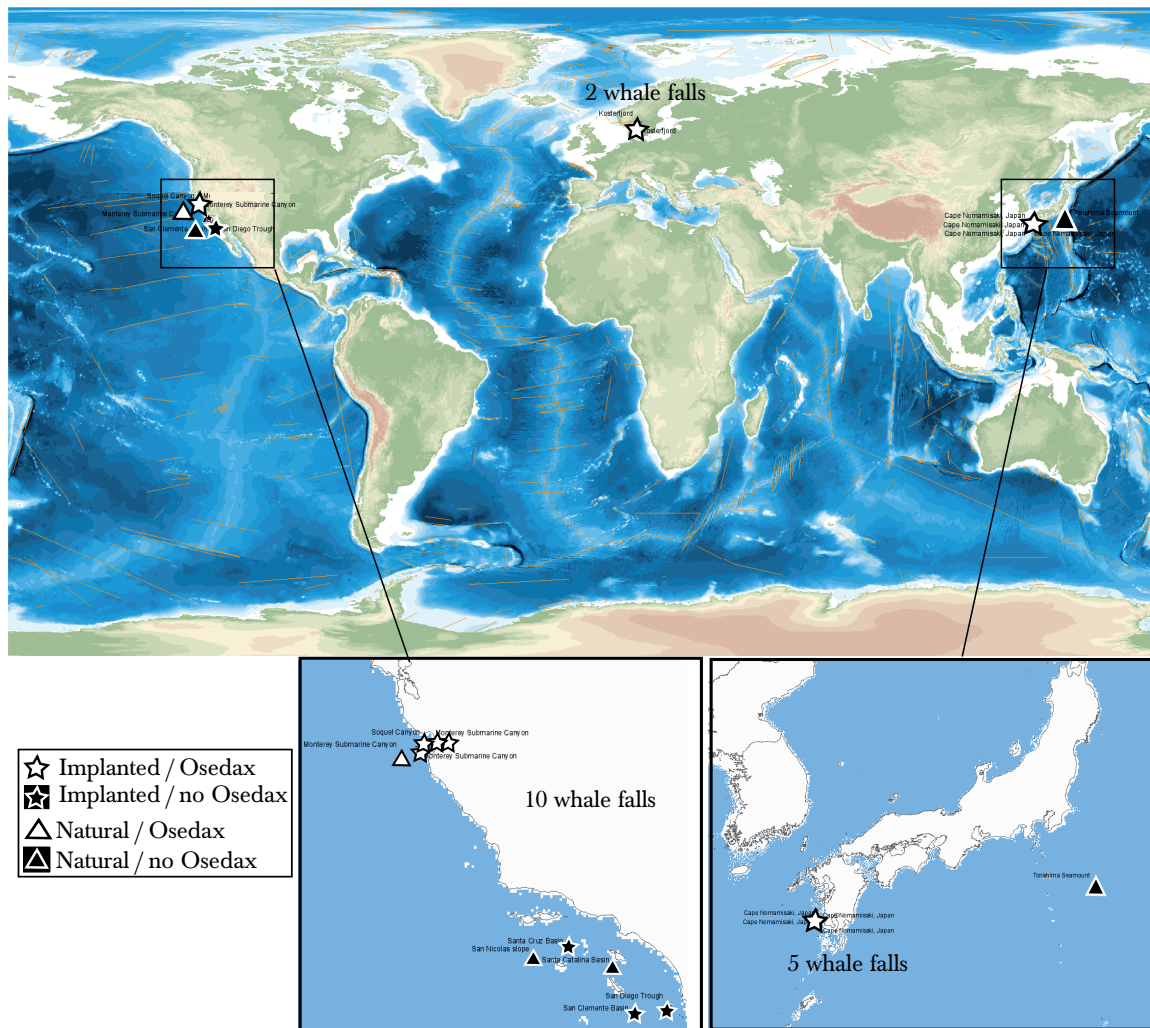 2 whale falls
Kosterfjord
Kosterfjord
Soquel Canyon
Monterey Submarine Canyon
Monterey Submarine C
San Clemente
San Diego Trough
Cape Nomamisaki, Japan
Cape Nomamisaki, Japan
Cape Nomamisaki, Japan
Cape Nomamisaki, Japan
Torishima Seamount
Soquel Canyon
Monterey Submarine Canyon
Monterey Submarine Canyon
Monterey Submarine Canyon
10 whale falls
Santa Cruz Basin
San Nicolas slope
Santa Catalina Basin
San Diego Trough
San Clemente Basin
Torishima Seamount
Cape Nomamisaki, Japan
Cape Nomamisaki, Japan
Cape Nomamisaki, Jap
Cape Nomamisaki, Japan
5 whale falls
Implanted / Osedax
Implanted / no Osedax
Natural / Osedax
Natural / no Osedax